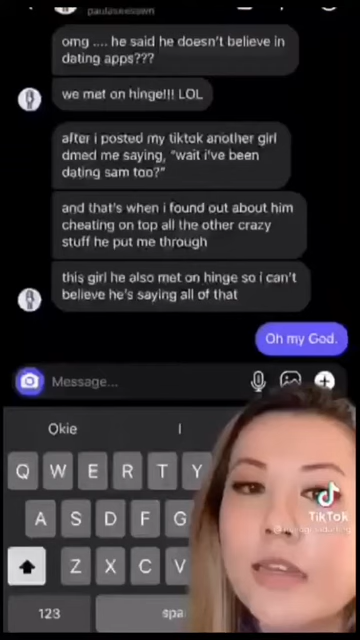 paulaseeeawn
omg .... he said he doesn't believe in
dating apps???
we met on hinge!!! LOL
after i posted my tiktok another girl
dmed me saying, "wait i've been
dating sam too?"
and that's when i found out about him
cheating on top all the other crazy
stuff he put me through
this girl he also met on hinge so i can't
believe he's saying all of that
Oh my God.
Message...
Okie I
Q W E R T Y
A S D F G
Z X C V
TikTok
123 spa